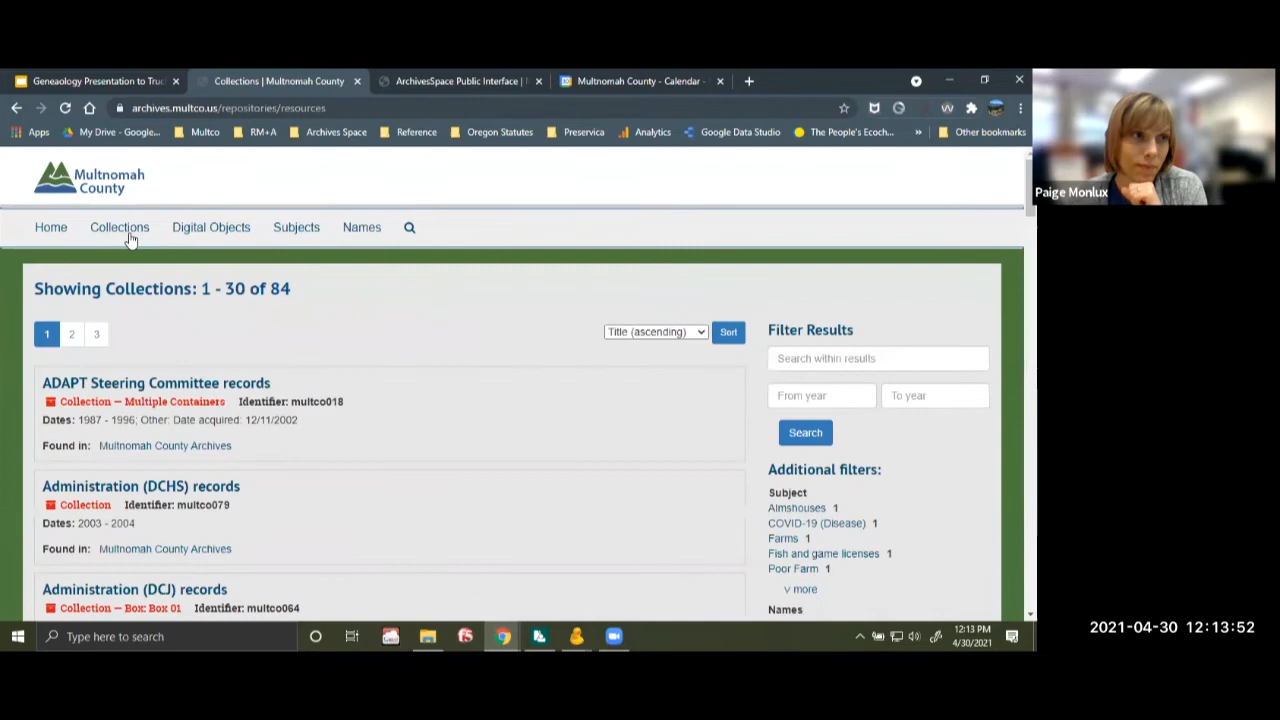 Geneaology Presentation to Truc
Collections | Multnomah County
ArchivesSpace Public Interface |
Multnomah County - Calendar -
archives.multco.us/repositories/resources
Apps
My Drive - Google...
Multco
RM+A
Archives Space
Reference
Oregon Statutes
Preservica
Analytics
Google Data Studio
The People's Ecoch...
»
Other bookmarks
Multnomah
County
Paige Monlux
Home
Collections
Digital Objects
Subjects
Names
Showing Collections: 1 - 30 of 84
1 2 3
Title (ascending)
Sort
ADAPT Steering Committee records
Collection — Multiple Containers Identifier: multco018
Dates: 1987 - 1996; Other: Date acquired: 12/11/2002
Found in: Multnomah County Archives
Administration (DCHS) records
Collection Identifier: multco079
Dates: 2003 - 2004
Found in: Multnomah County Archives
Administration (DCJ) records
Collection — Box: Box 01 Identifier: multco064
Filter Results
Search within results
From year
To year
Search
Additional filters:
Subject
Almshouses 1
COVID-19 (Disease) 1
Farms 1
Fish and game licenses 1
Poor Farm 1
∨ more
Names
Type here to search
12:13 PM
4/30/2021
2021-04-30 12:13:52